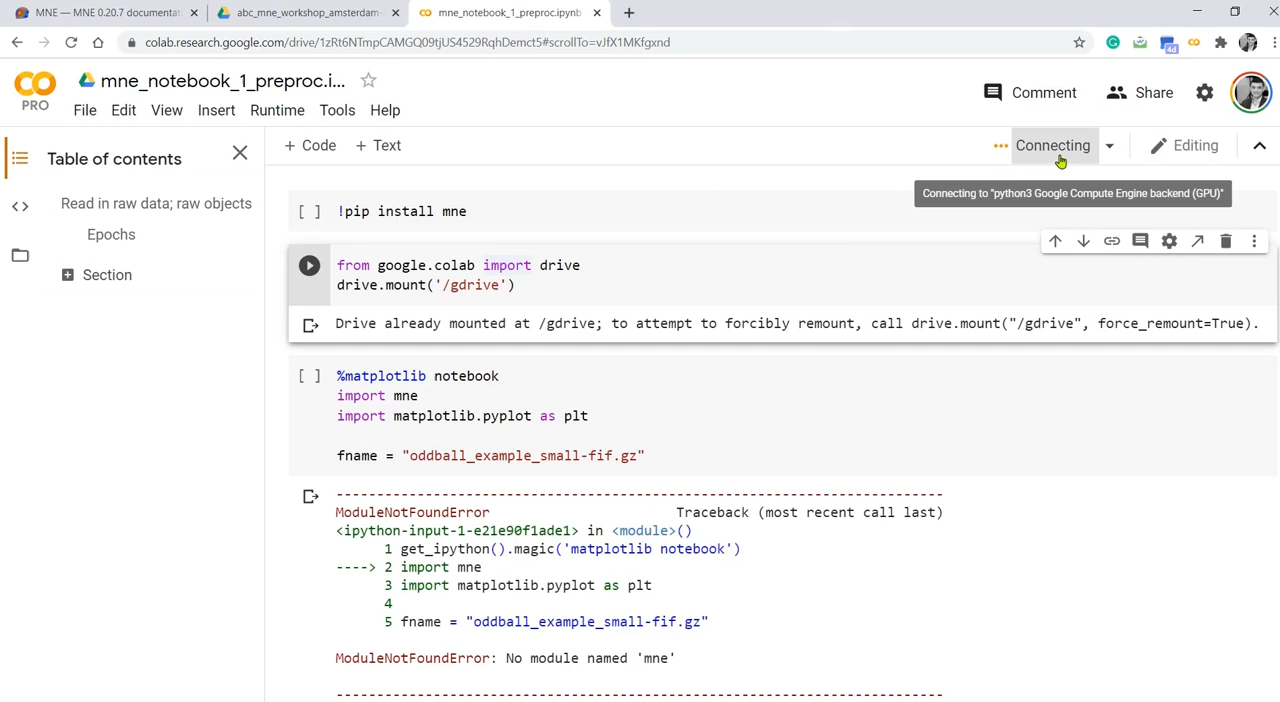 MNE — MNE 0.20.7 documentat
abc_mne_workshop_amsterdam-
mne_notebook_1_preproc.ipynb
colab.research.google.com/drive/1zRt6NTmpCAMGQ09tjUS4529RqhDemct5#scrollTo=vJfX1MKfgxnd
4d
PRO
mne_notebook_1_preproc.i...
File Edit View Insert Runtime Tools Help
Comment
Share
Table of contents
Read in raw data; raw objects
Epochs
Section
+ Code + Text
Connecting
Editing
Connecting to "python3 Google Compute Engine backend (GPU)"
[ ] !pip install mne
from google.colab import drive
drive.mount('/gdrive')
Drive already mounted at /gdrive; to attempt to forcibly remount, call drive.mount("/gdrive", force_remount=True).
[ ] %matplotlib notebook
import mne
import matplotlib.pyplot as plt
fname = "oddball_example_small-fif.gz"
---------------------------------------------------------------------------
ModuleNotFoundError                       Traceback (most recent call last)
<ipython-input-1-e21e90f1ade1> in <module>()
1 get_ipython().magic('matplotlib notebook')
----> 2 import mne
3 import matplotlib.pyplot as plt
4
5 fname = "oddball_example_small-fif.gz"
ModuleNotFoundError: No module named 'mne'
---------------------------------------------------------------------------